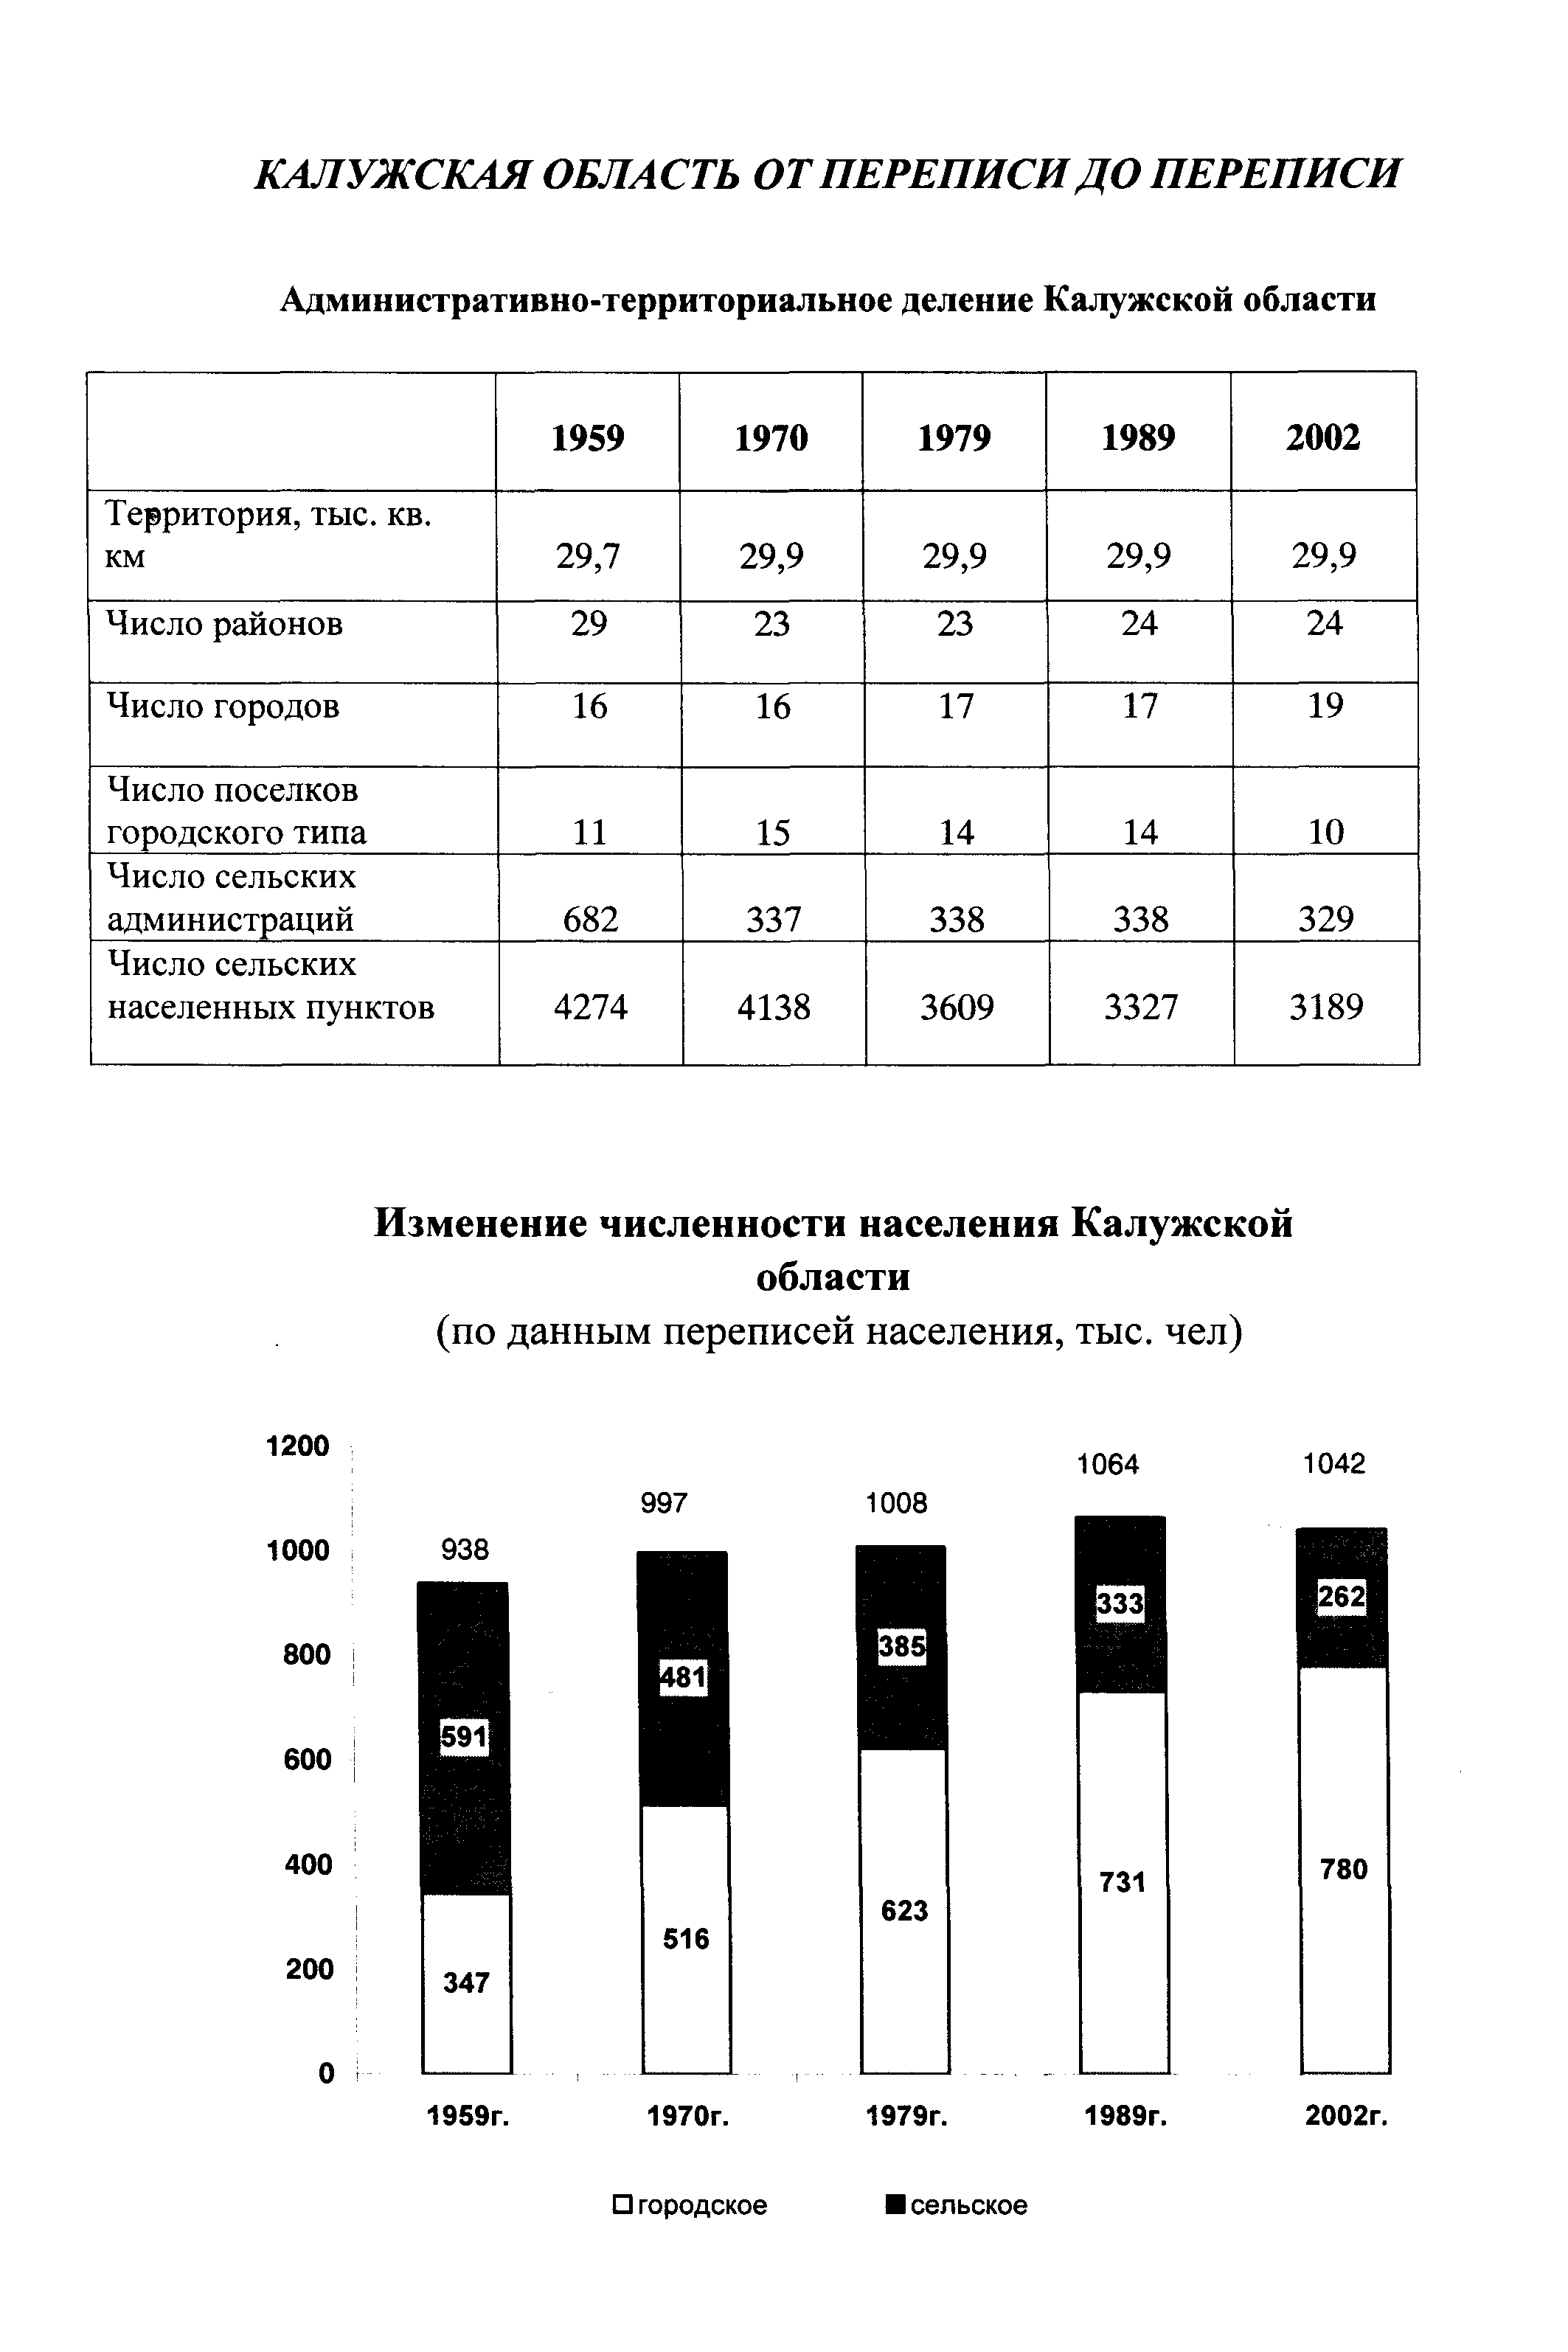 КАЛУЖСКАЯ ОБЛАСТЬ ОТ ПЕРЕПИСИ ДО ПЕРЕПИСИ
Административно-территориальное деление Калужской области
1959 1970 1979 1989 2002
Территория, тыс. кв.
км 29,7 29,9 29,9 29,9 29,9
Число районов 29 23 23 24 24
Число городов 16 16 17 17 19
Число поселков
городского типа 11 15 14 14 10
Число сельских
администраций 682 337 338 338 329
Число сельских
населенных пунктов 4274 4138 3609 3327 3189
Изменение численности населения Калужской
области
(по данным переписей населения, тыс. чел)
1200
1064 1042
997 1008
1000 938
333 262
800
385
481
591
600
400
731 780
623
516
200
347
0
1959г. 1970г. 1979г. 1989г. 2002г.
городское сельское